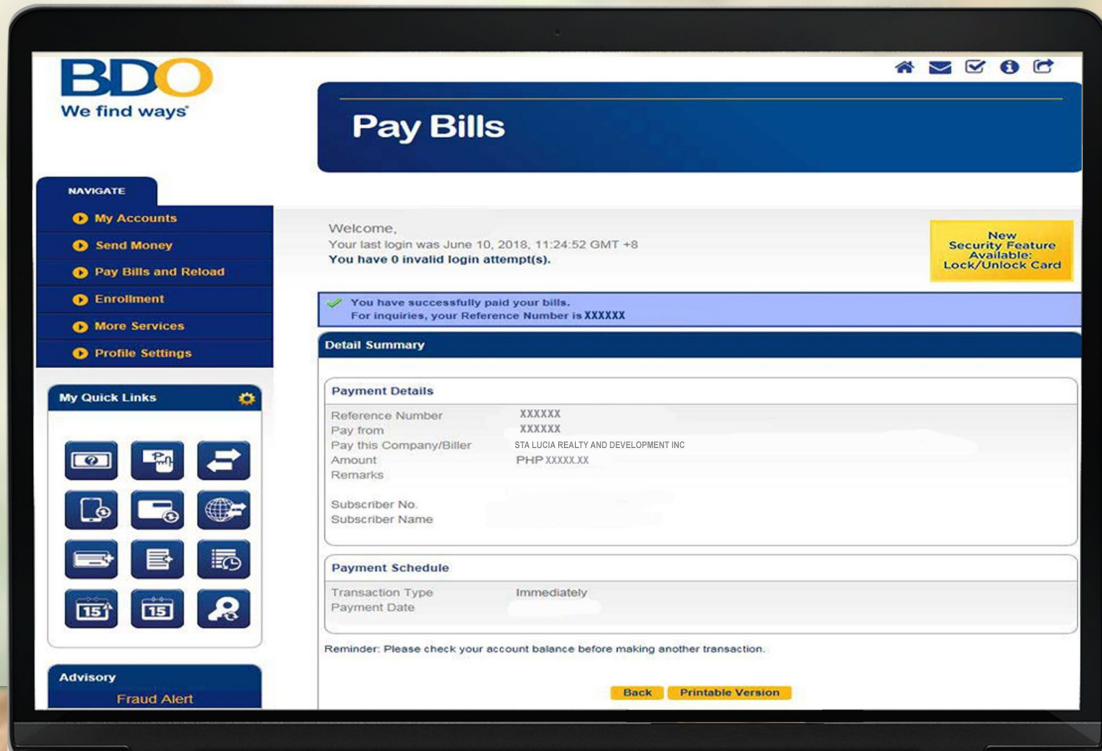 BDO
We find ways®
Pay Bills
NAVIGATE
My Accounts
Send Money
Pay Bills and Reload
Enrollment
More Services
Profile Settings
Welcome,
Your last login was June 10, 2018, 11:24:52 GMT +8
You have 0 invalid login attempt(s).
New
Security Feature
Available:
Lock/Unlock Card
You have successfully paid your bills.
For inquiries, your Reference Number is XXXXXX
Detail Summary
Payment Details
Reference Number XXXXXX
Pay from XXXXXX
Pay this Company/Biller STA LUCIA REALTY AND DEVELOPMENT INC
Amount PHP XXXXX.XX
Remarks
Subscriber No.
Subscriber Name
Payment Schedule
Transaction Type Immediately
Payment Date
Reminder: Please check your account balance before making another transaction.
Back Printable Version
My Quick Links
15 15
Advisory
Fraud Alert